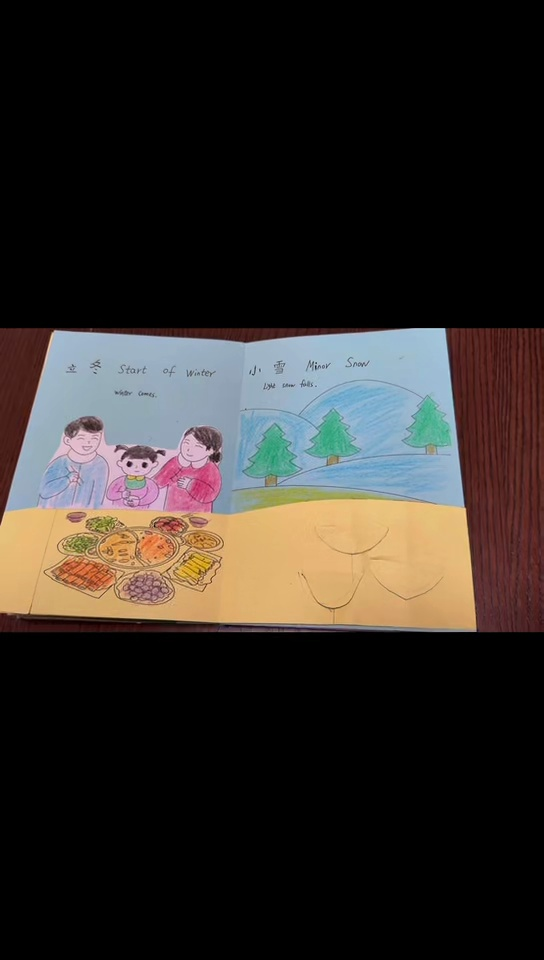 立冬 Start of Winter
Winter comes.
小雪 Minor Snow
light snow falls.